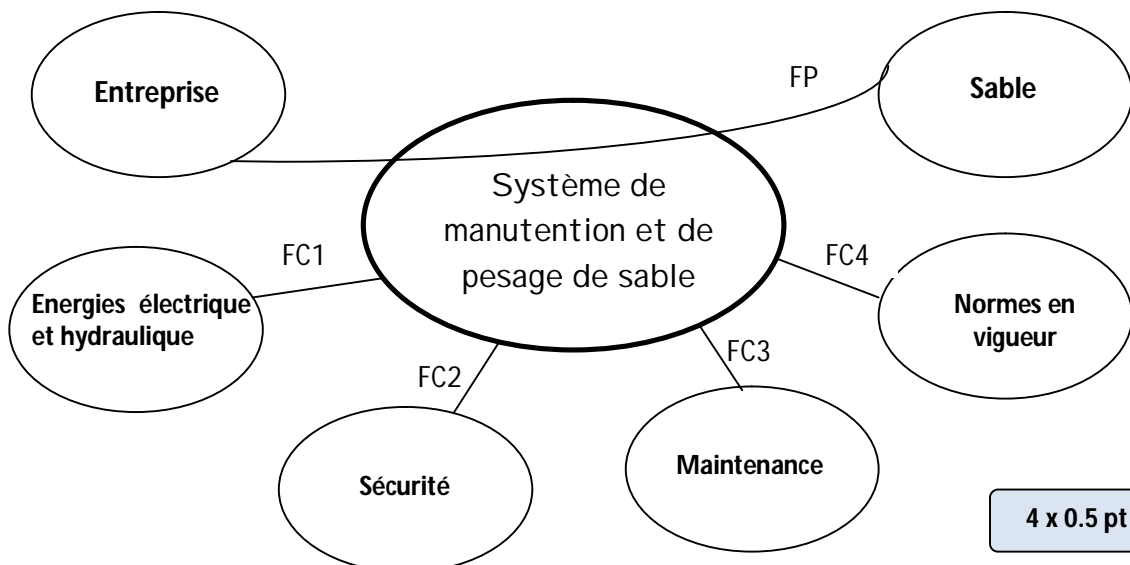 Entreprise
FP
Sable
Système de
manutention et de
pesage de sable
FC1
FC4
Energies électrique
et hydraulique
Normes en
vigueur
FC2
FC3
Sécurité
Maintenance
4 x 0.5 pt